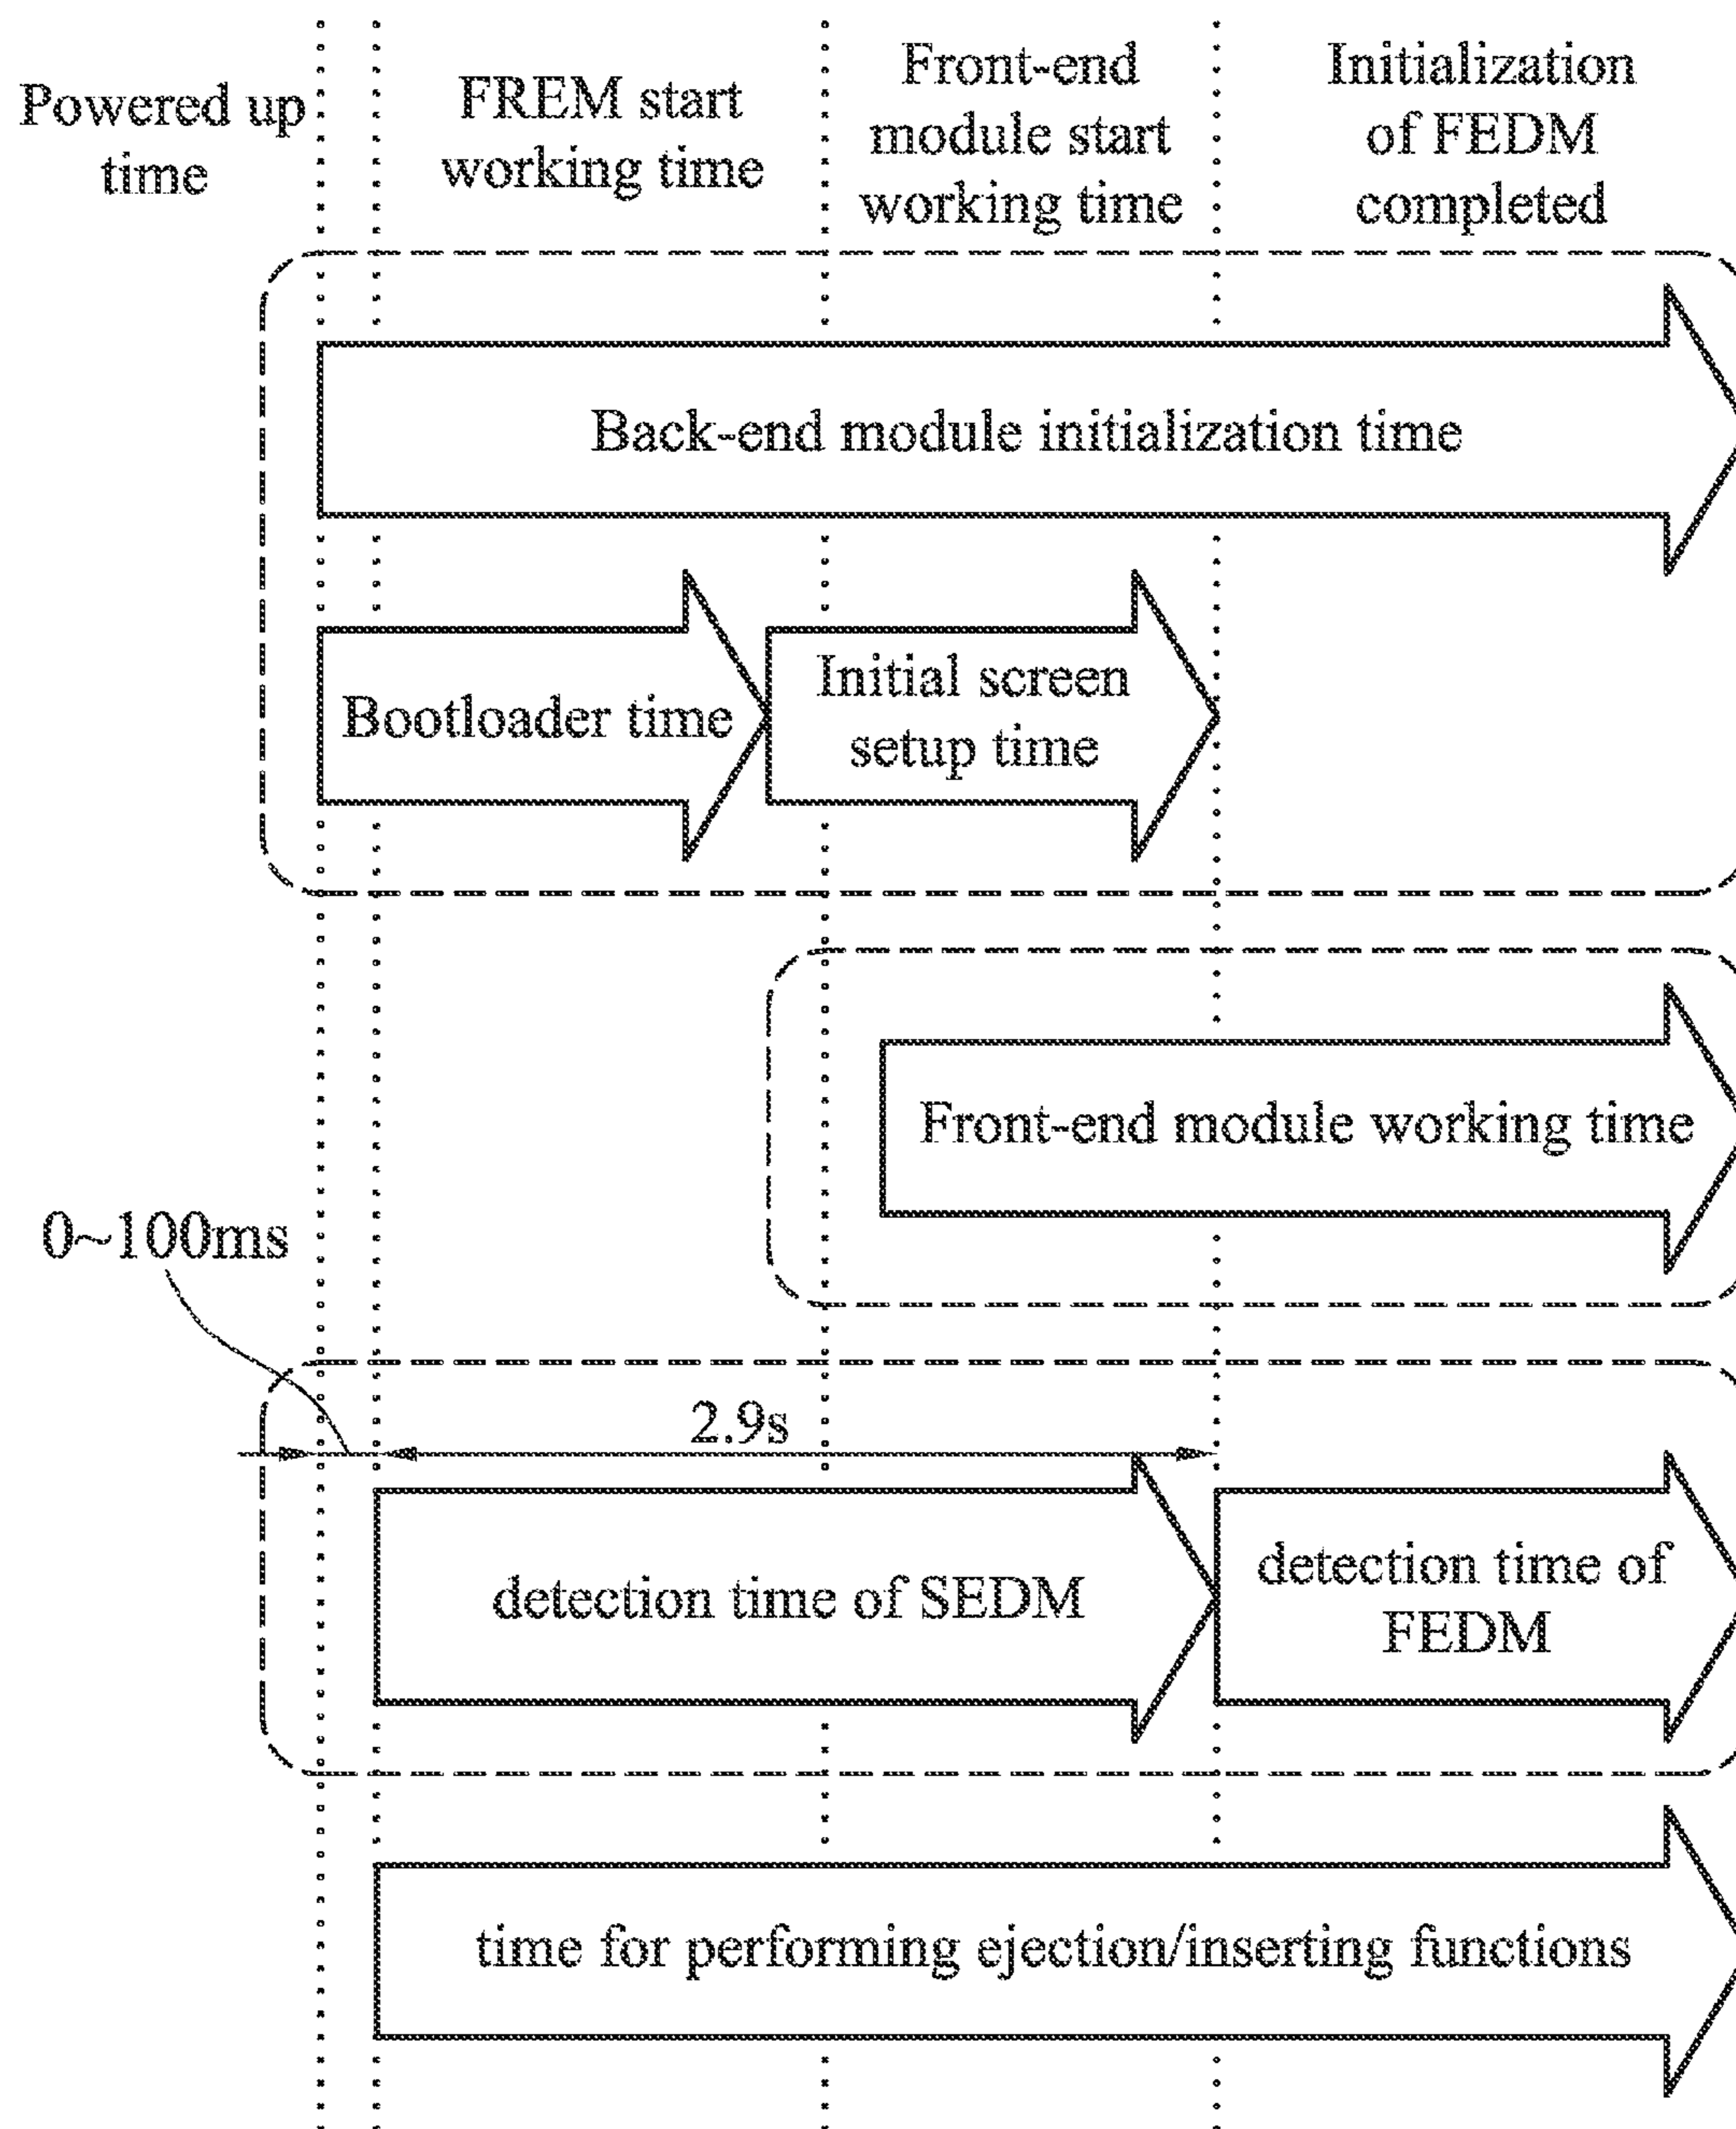 Powered up
time
FREM start
working time
Front-end
module start
working time
Initialization
of FEDM
completed
Back-end module initialization time
Bootloader time
Initial screen
setup time
Front-end module working time
0~100ms
2.9s
detection time of SEDM
detection time of
FEDM
time for performing ejection/inserting functions